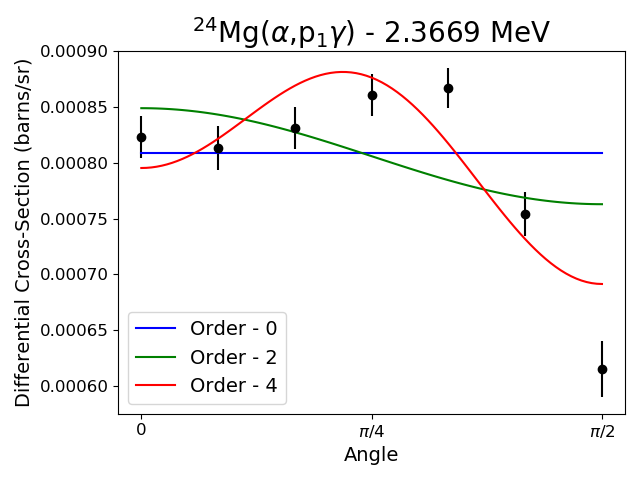 ²⁴Mg(α,p₁γ) - 2.3669 MeV
Differential Cross-Section (barns/sr)
0.00090
0.00085
0.00080
0.00075
0.00070
0.00065
0.00060
Order - 0
Order - 2
Order - 4
0 π/4 π/2
Angle